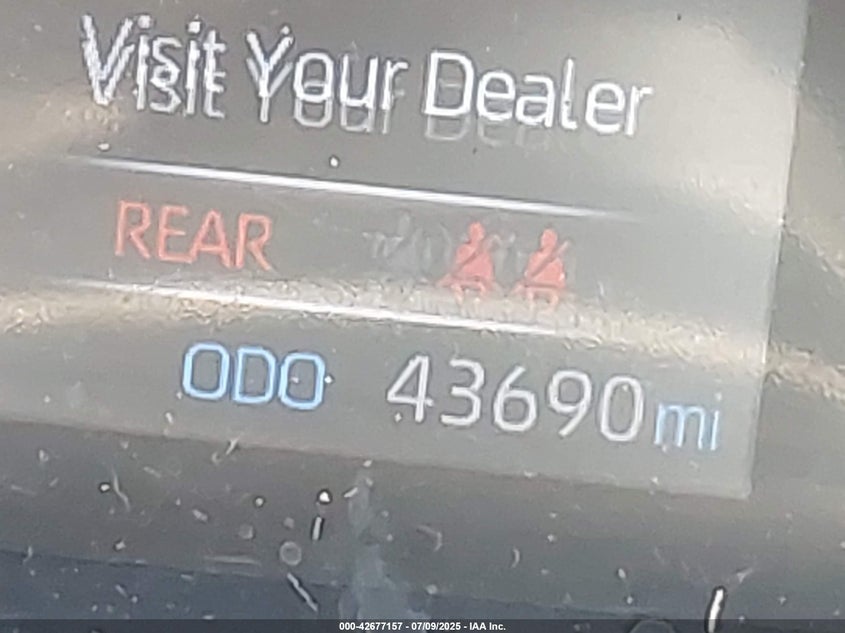 Visit Your Dealer
REAR
ODO 43690 mi
000-42677157 - 07/09/2025 - IAA Inc.